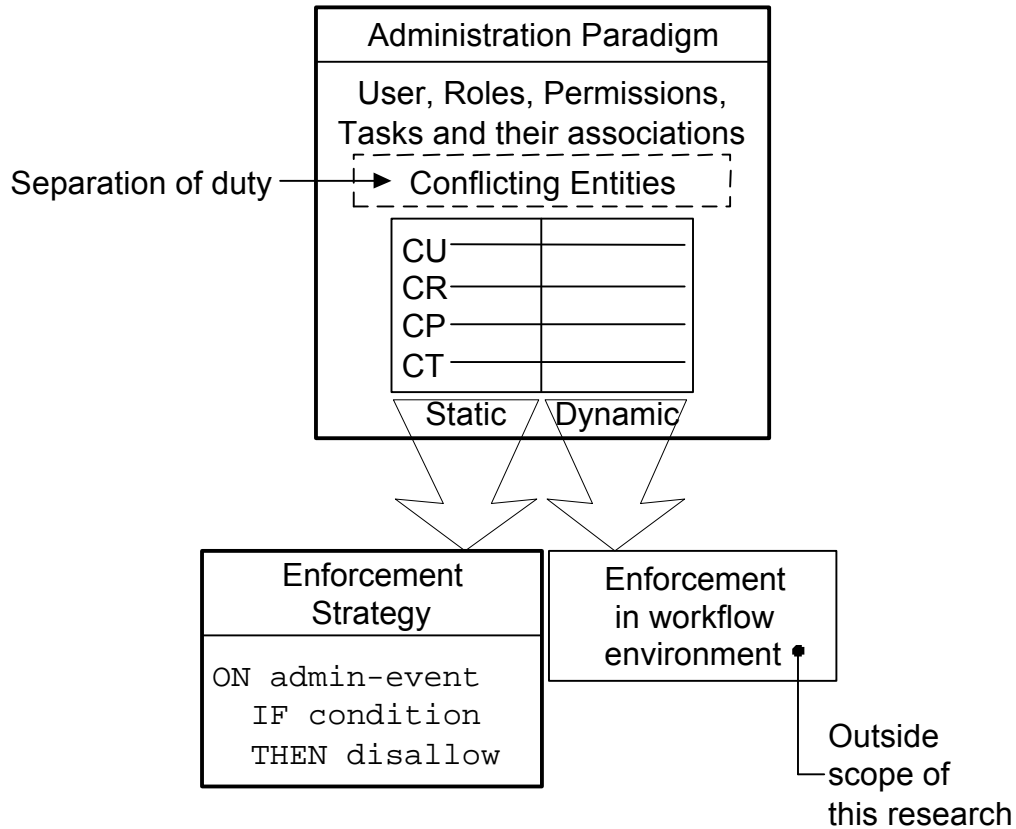 Administration Paradigm
User, Roles, Permissions,
Tasks and their associations
Separation of duty
Conflicting Entities
CU
CR
CP
CT
Static
Dynamic
Enforcement
Strategy
ON admin-event
IF condition
THEN disallow
Enforcement
in workflow
environment
Outside
scope of
this research